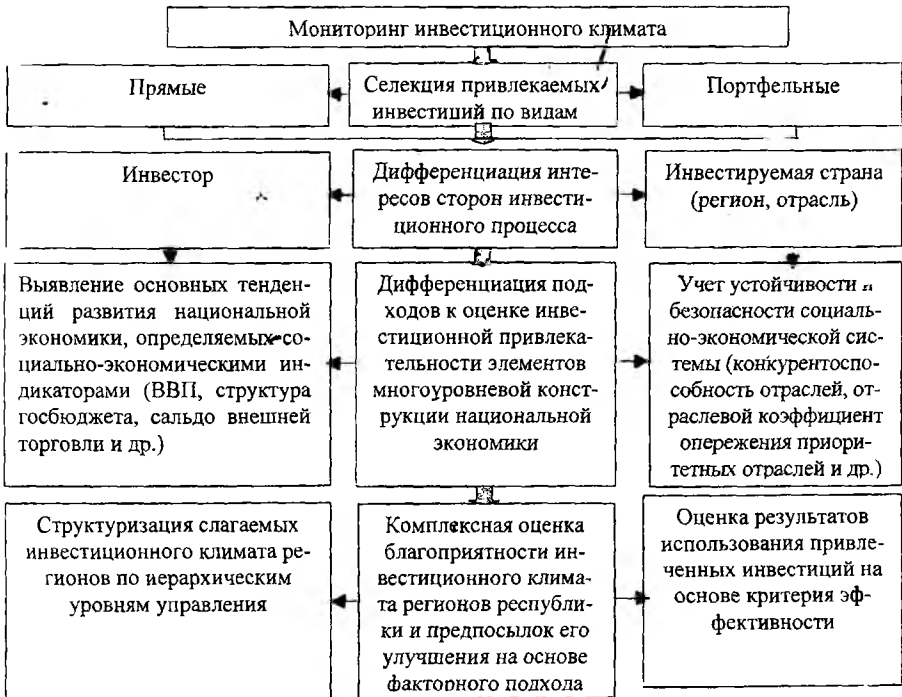 Мониторинг инвестиционного климата
Прямые
Селекция привлекаемых
инвестиций по видам
Портфельные
Инвестор
Дифференциация инте-
ресов сторон инвести-
ционного процесса
Инвестируемая страна
(регион, отрасль)
Выявление основных тенден-
ций развития национальной
экономики, определяемых со-
циально-экономическими ин-
дикаторами (ВВП, структура
госбюджета, сальдо внешней
торговли и др.)
Дифференциация под-
ходов к оценке инве-
стиционной привлека-
тельности элементов
многоуровневой конст-
рукции национальной
экономики
Учет устойчивости и
безопасности социаль-
но-экономической сис-
темы (конкурентоспо-
собность отраслей, от-
раслевой коэффициент
опережения приори-
тетных отраслей и др.)
Структуризация слагаемых
инвестиционного климата ре-
гионов по иерархическим
уровням управления
Комплексная оценка
благоприятности ин-
вестиционного клима-
та регионов республи-
ки и предпосылок его
улучшения на основе
факторного подхода
Оценка результатов
использования привле-
ченных инвестиций на
основе критерия эф-
фективности